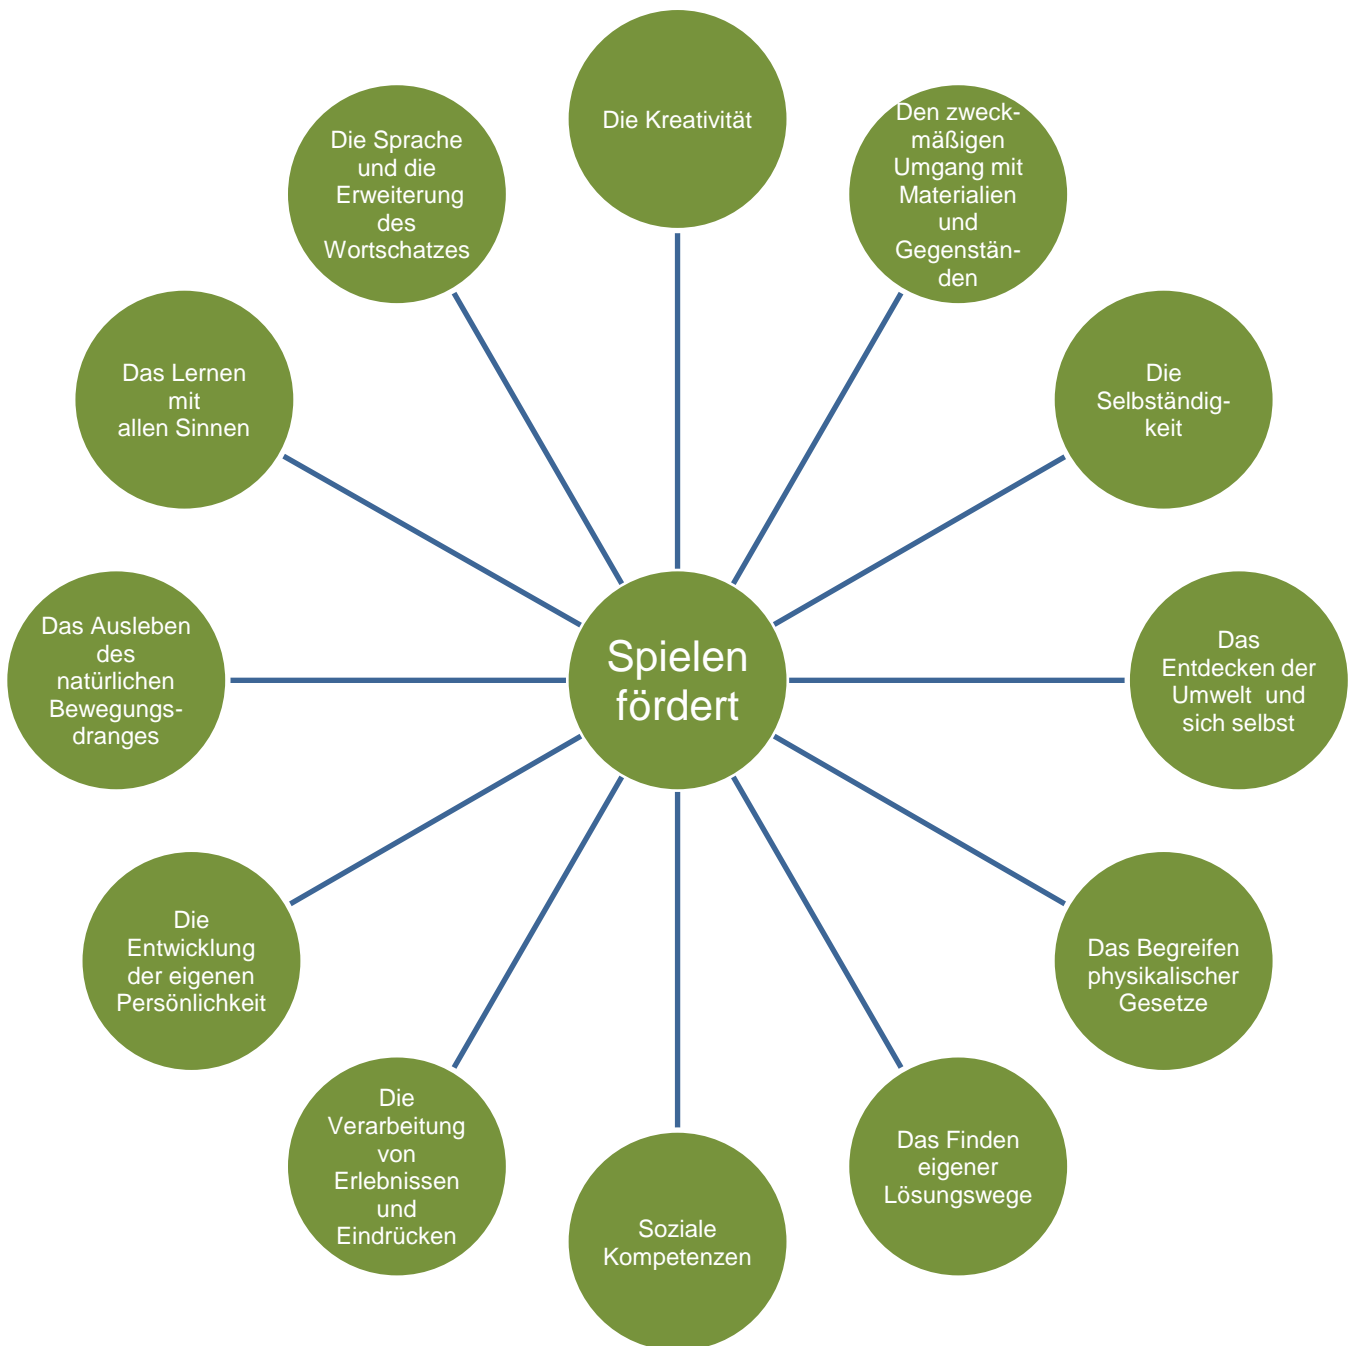 Die Kreativität
Den zweck-
mäßigen
Umgang mit
Materialien
und
Gegenstän-
den
Die
Selbständig-
keit
Das
Entdecken der
Umwelt und
sich selbst
Das Begreifen
physikalischer
Gesetze
Das Finden
eigener
Lösungswege
Soziale
Kompetenzen
Die
Verarbeitung
von
Erlebnissen
und
Eindrücken
Die
Entwicklung
der eigenen
Persönlichkeit
Das Ausleben
des
natürlichen
Bewegungs-
dranges
Das Lernen
mit
allen Sinnen
Die Sprache
und die
Erweiterung
des
Wortschatzes
Spielen
fördert